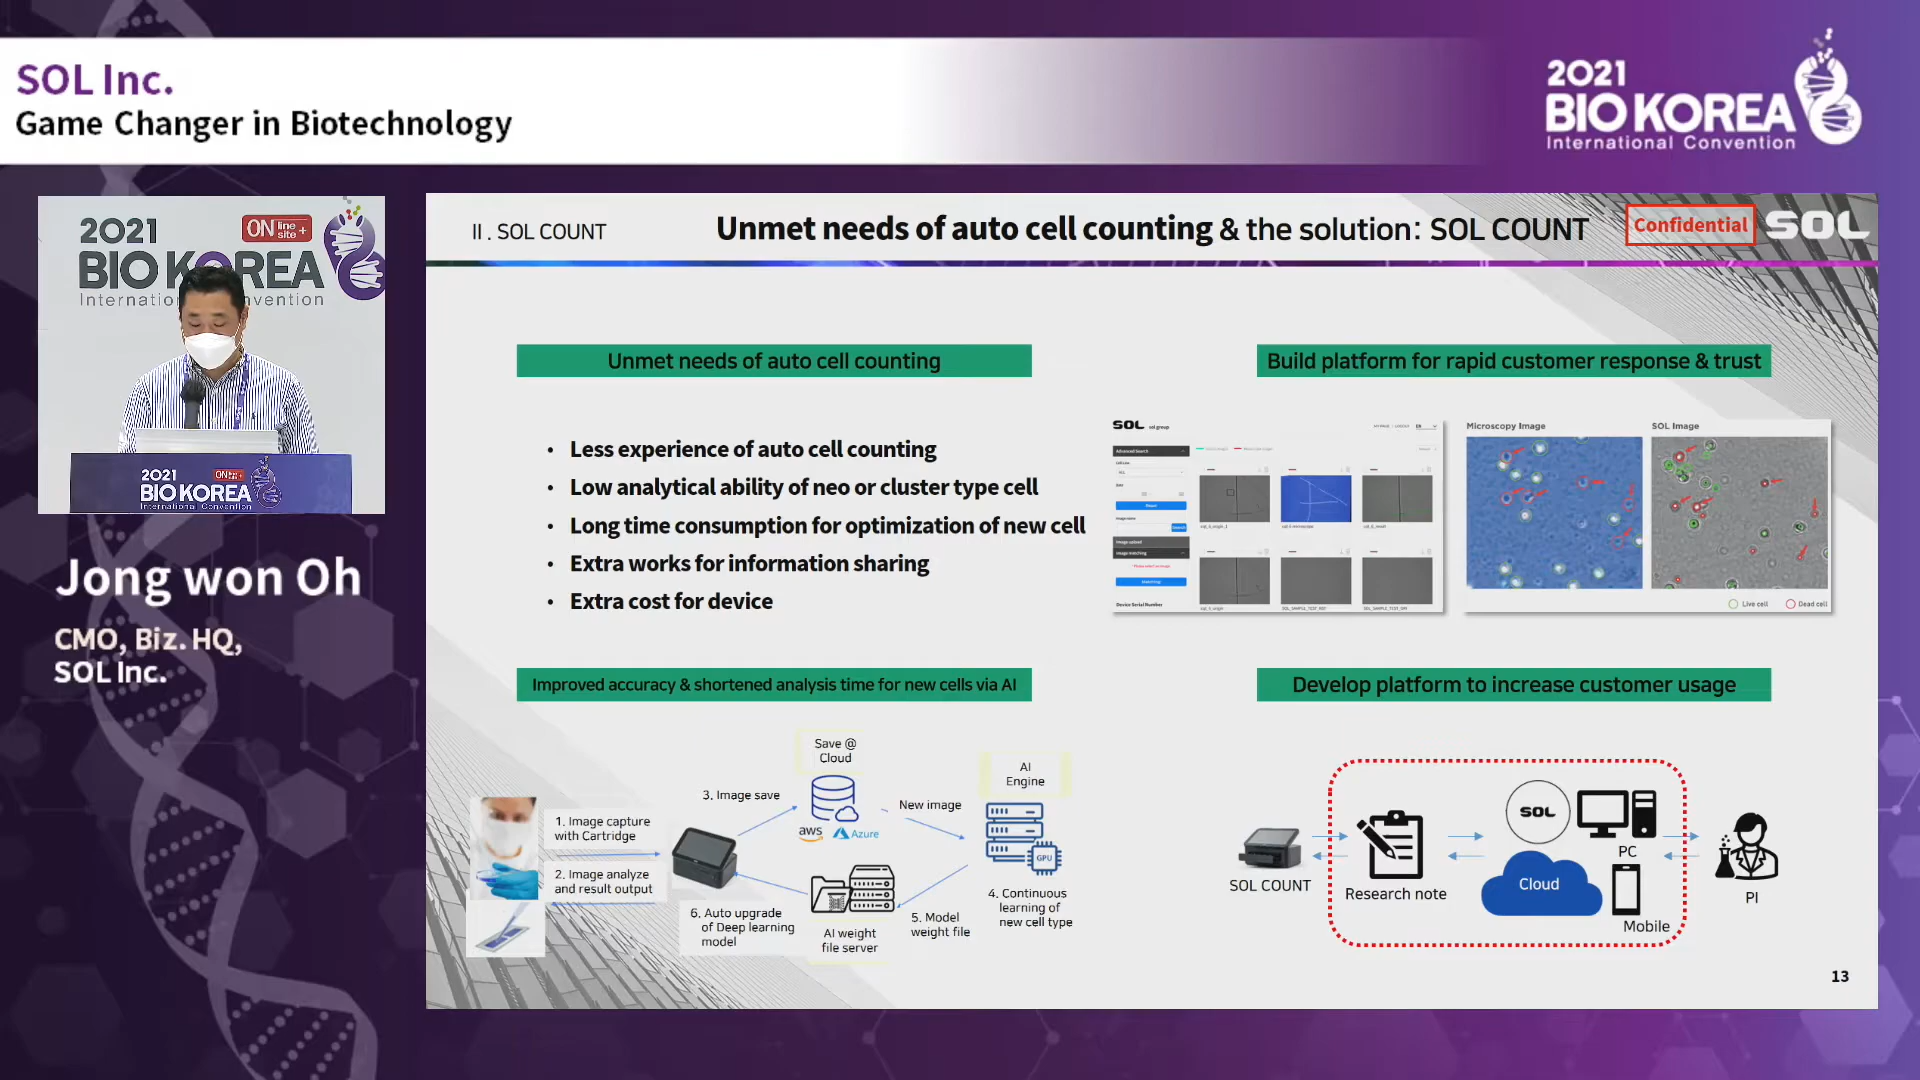 SOL Inc.
Game Changer in Biotechnology
2021
BIO KOREA
International Convention
2021
ON line site +
BIO KOREA
International Convention
2021
BIO KOREA
International Convention
Jong won Oh
CMO, Biz. HQ,
SOL Inc.
II . SOL COUNT
Unmet needs of auto cell counting & the solution: SOL COUNT
Confidential
SOL
Unmet needs of auto cell counting
• Less experience of auto cell counting
• Low analytical ability of neo or cluster type cell
• Long time consumption for optimization of new cell
• Extra works for information sharing
• Extra cost for device
Build platform for rapid customer response & trust
SOL sol group
Advanced Search
Image upload
Image matching
Device Serial Number
Microscopy Image
SOL Image
Live cell
Dead cell
Improved accuracy & shortened analysis time for new cells via AI
1. Image capture
with Cartridge
2. Image analyze
and result output
3. Image save
Save @
Cloud
aws
Azure
New image
AI
Engine
GPU
4. Continuous
learning of
new cell type
5. Model
weight file
AI weight
file server
6. Auto upgrade
of Deep learning
model
Develop platform to increase customer usage
SOL COUNT
Research note
SOL
Cloud
PC
Mobile
PI
13